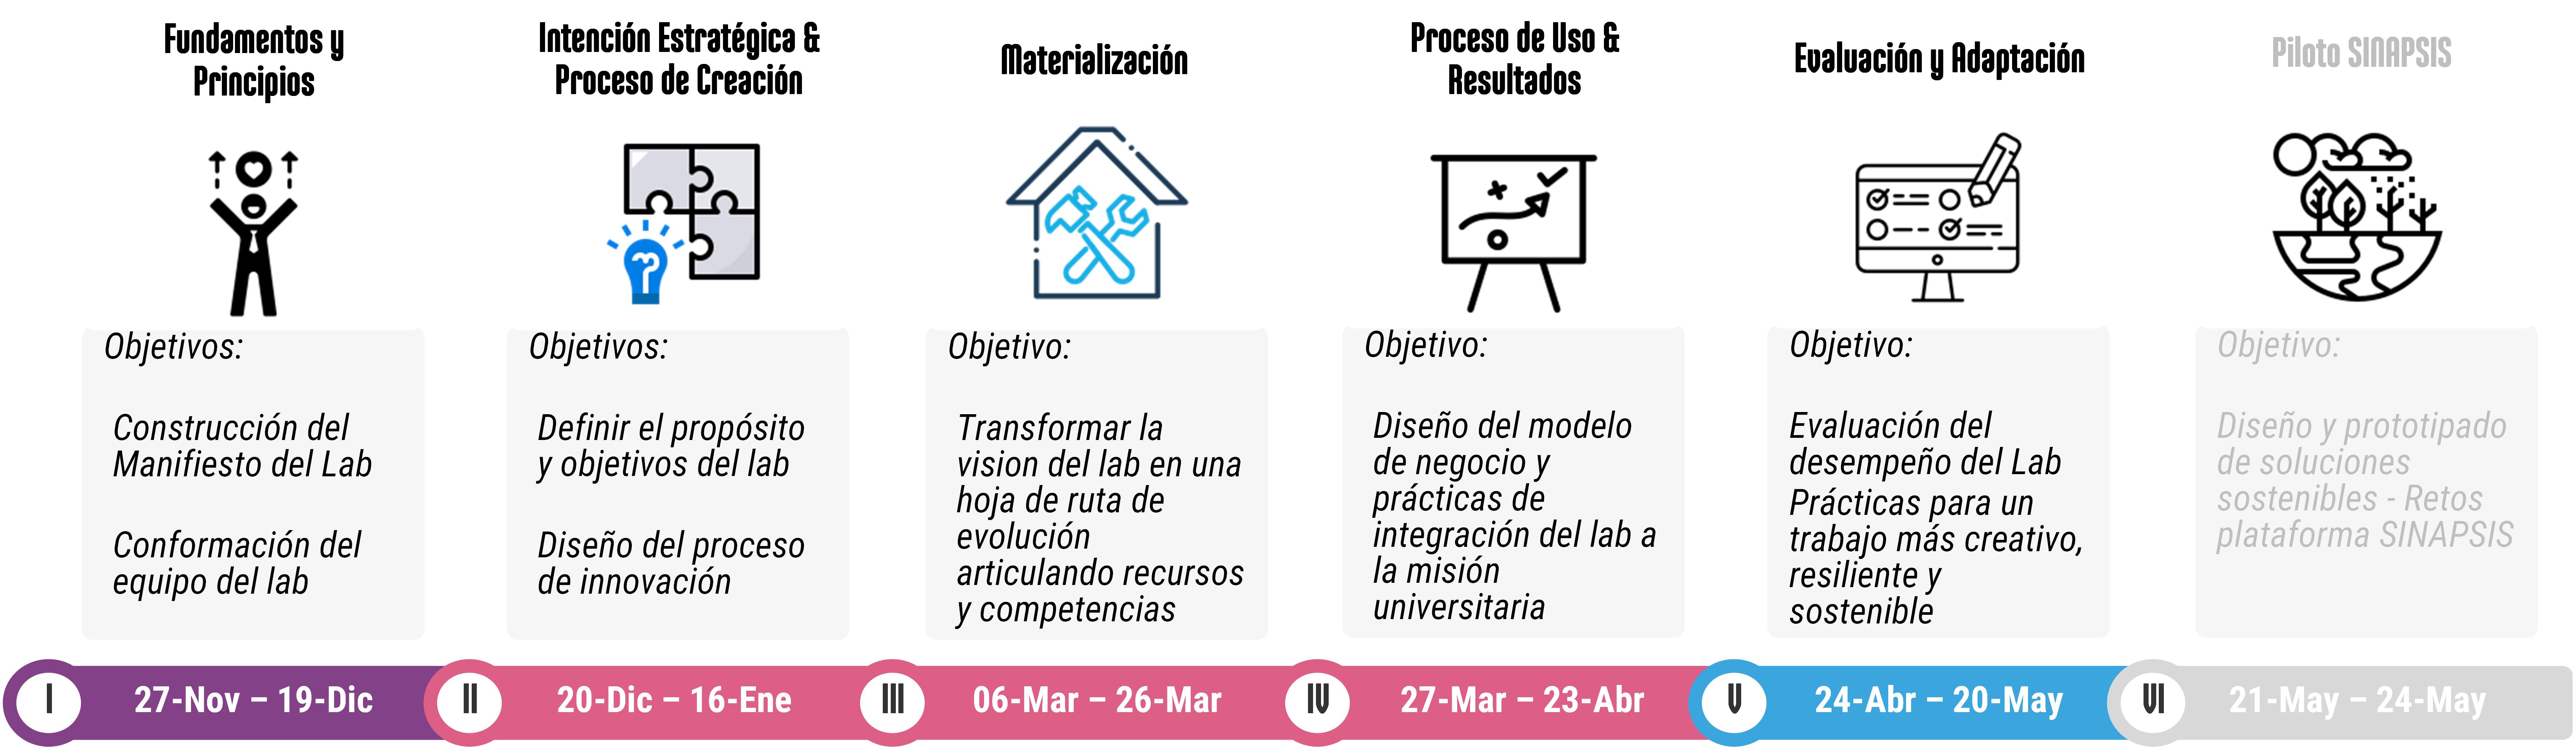 Fundamentos y
Principios
Objetivos:
Construcción del
Manifiesto del Lab
Conformación del
equipo del lab
I
27-Nov – 19-Dic
Intención Estratégica &
Proceso de Creación
Objetivos:
Definir el propósito
y objetivos del lab
Diseño del proceso
de innovación
II
20-Dic – 16-Ene
Materialización
Objetivo:
Transformar la
vision del lab en una
hoja de ruta de
evolución
articulando recursos
y competencias
III
06-Mar – 26-Mar
Proceso de Uso &
Resultados
Objetivo:
Diseño del modelo
de negocio y
prácticas de
integración del lab a
la misión
universitaria
IV
27-Mar – 23-Abr
Evaluación y Adaptación
Objetivo:
Evaluación del
desempeño del Lab
Prácticas para un
trabajo más creativo,
resiliente y
sostenible
V
24-Abr – 20-May
Piloto SINAPSIS
Objetivo:
Diseño y prototipado
de soluciones
sostenibles - Retos
plataforma SINAPSIS
VI
21-May – 24-May